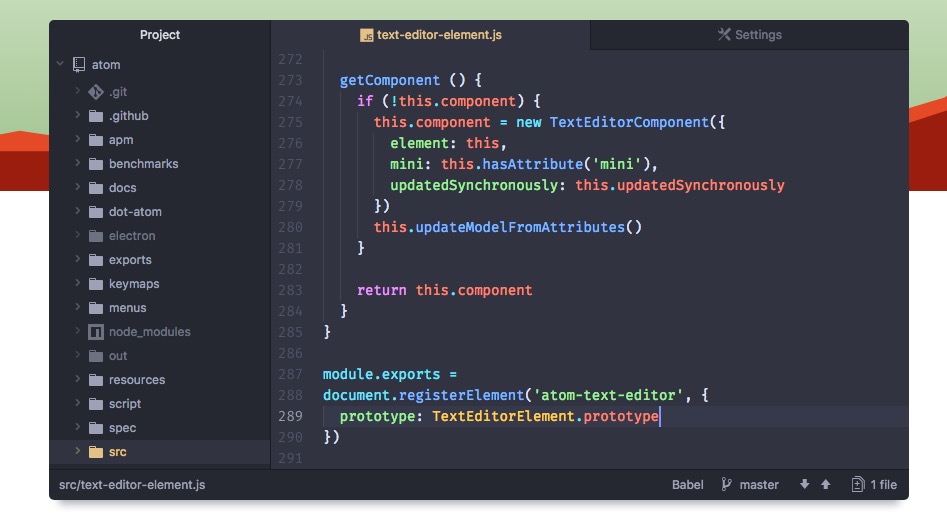 Project
atom
.git
.github
apm
benchmarks
docs
dot-atom
electron
exports
keymaps
menus
node_modules
out
resources
script
spec
src
JS text-editor-element.js
Settings
272
273 getComponent () {
274 if (!this.component) {
275 this.component = new TextEditorComponent({
276 element: this,
277 mini: this.hasAttribute('mini'),
278 updatedSynchronously: this.updatedSynchronously
279 })
280 this.updateModelFromAttributes()
281 }
282
283 return this.component
284 }
285 }
286
287 module.exports =
288 document.registerElement('atom-text-editor', {
289 prototype: TextEditorElement.prototype
290 })
291
src/text-editor-element.js
Babel master 1 file